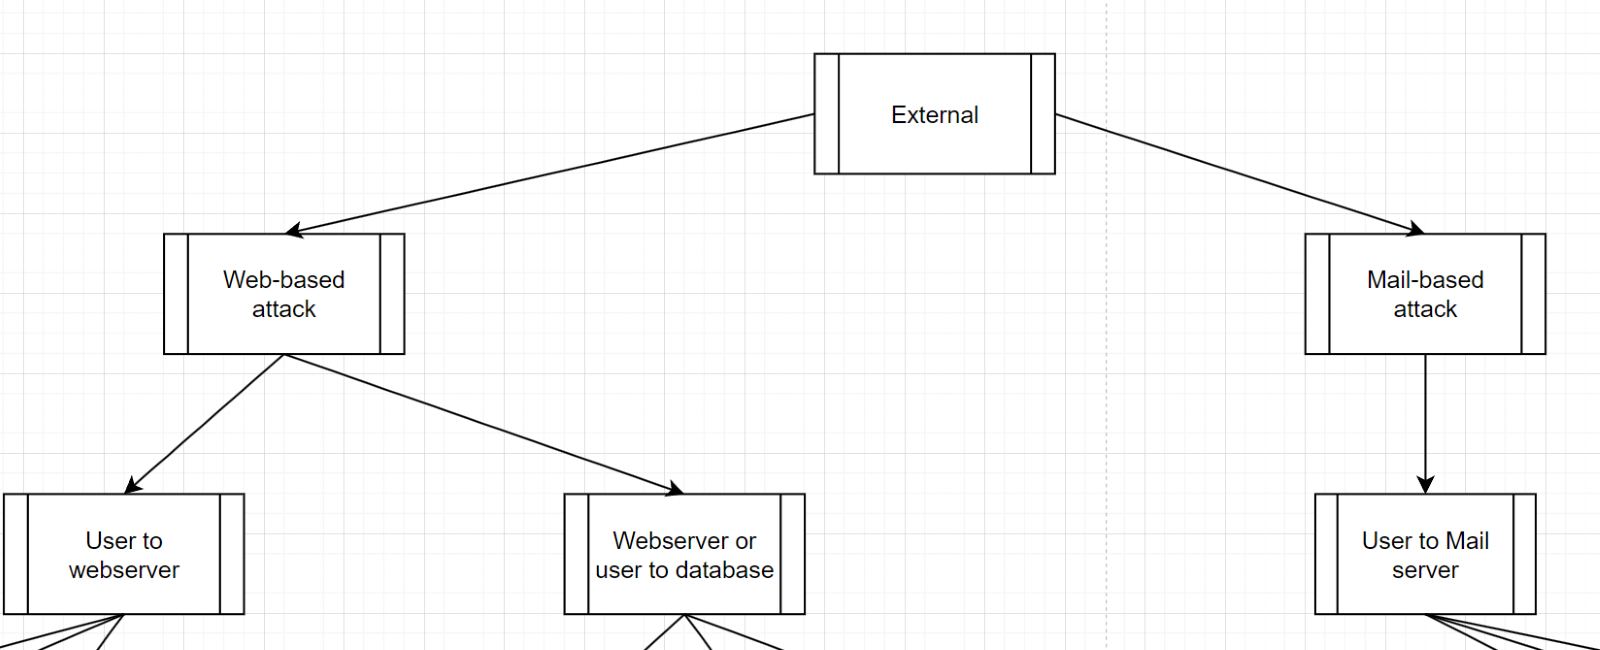 External
Web-based
attack
Mail-based
attack
User to
webserver
Webserver or
user to database
User to Mail
server